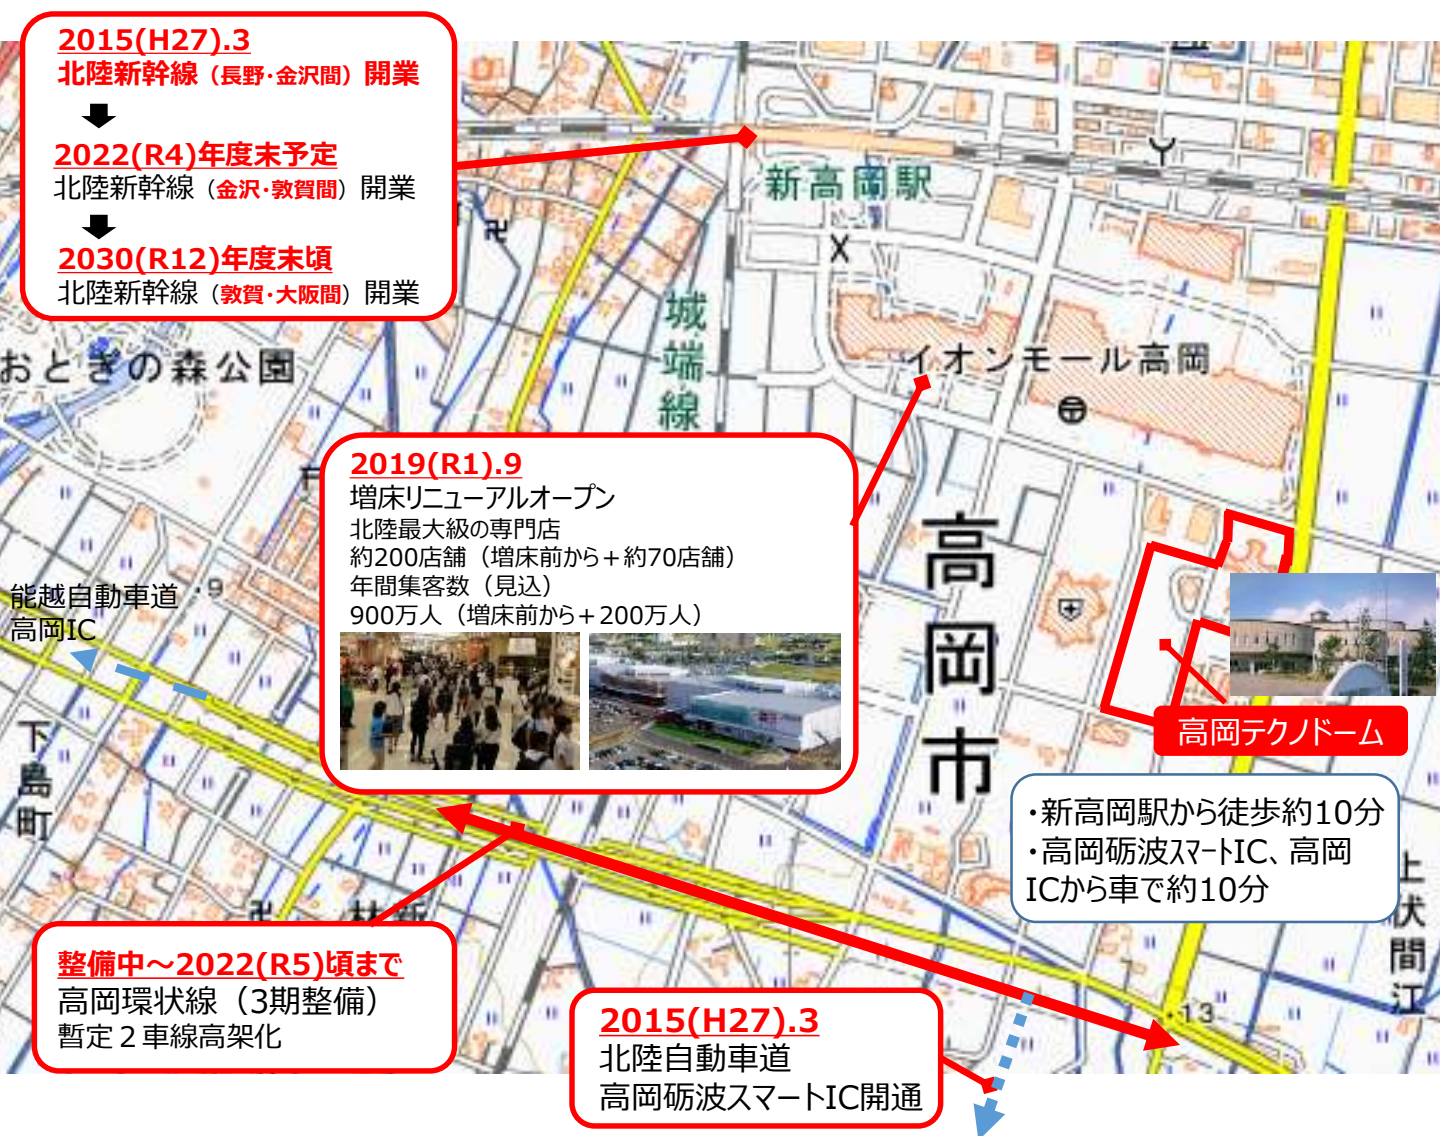 2015(H27).3
北陸新幹線（長野・金沢間）開業
2022(R4)年度末予定
北陸新幹線（金沢・敦賀間）開業
2030(R12)年度末頃
北陸新幹線（敦賀・大阪間）開業
新高岡駅
城端線
おとぎの森公園
イオンモール高岡
2019(R1).9
増床リニューアルオープン
北陸最大級の専門店
約200店舗（増床前から＋約70店舗）
年間集客数（見込）
900万人（増床前から＋200万人）
能越自動車道
高岡IC
・9
高岡市
下島町
高岡テクノドーム
・新高岡駅から徒歩約10分
・高岡砺波スマートIC、高岡
ICから車で約10分
上伏間江
林新
整備中～2022(R5)頃まで
高岡環状線（3期整備）
暫定２車線高架化
2015(H27).3
北陸自動車道
高岡砺波スマートIC開通
・13